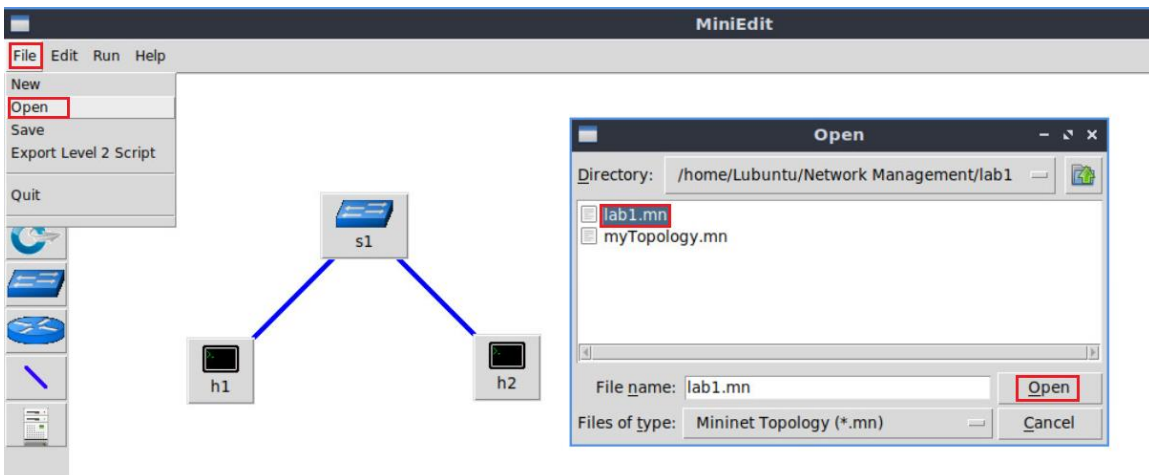 MiniEdit
File Edit Run Help
New
Open
Save
Export Level 2 Script
Quit
s1
h1
h2
Open
Directory: /home/Lubuntu/Network Management/lab1
lab1.mn
myTopology.mn
File name: lab1.mn Open
Files of type: Mininet Topology (*.mn) Cancel